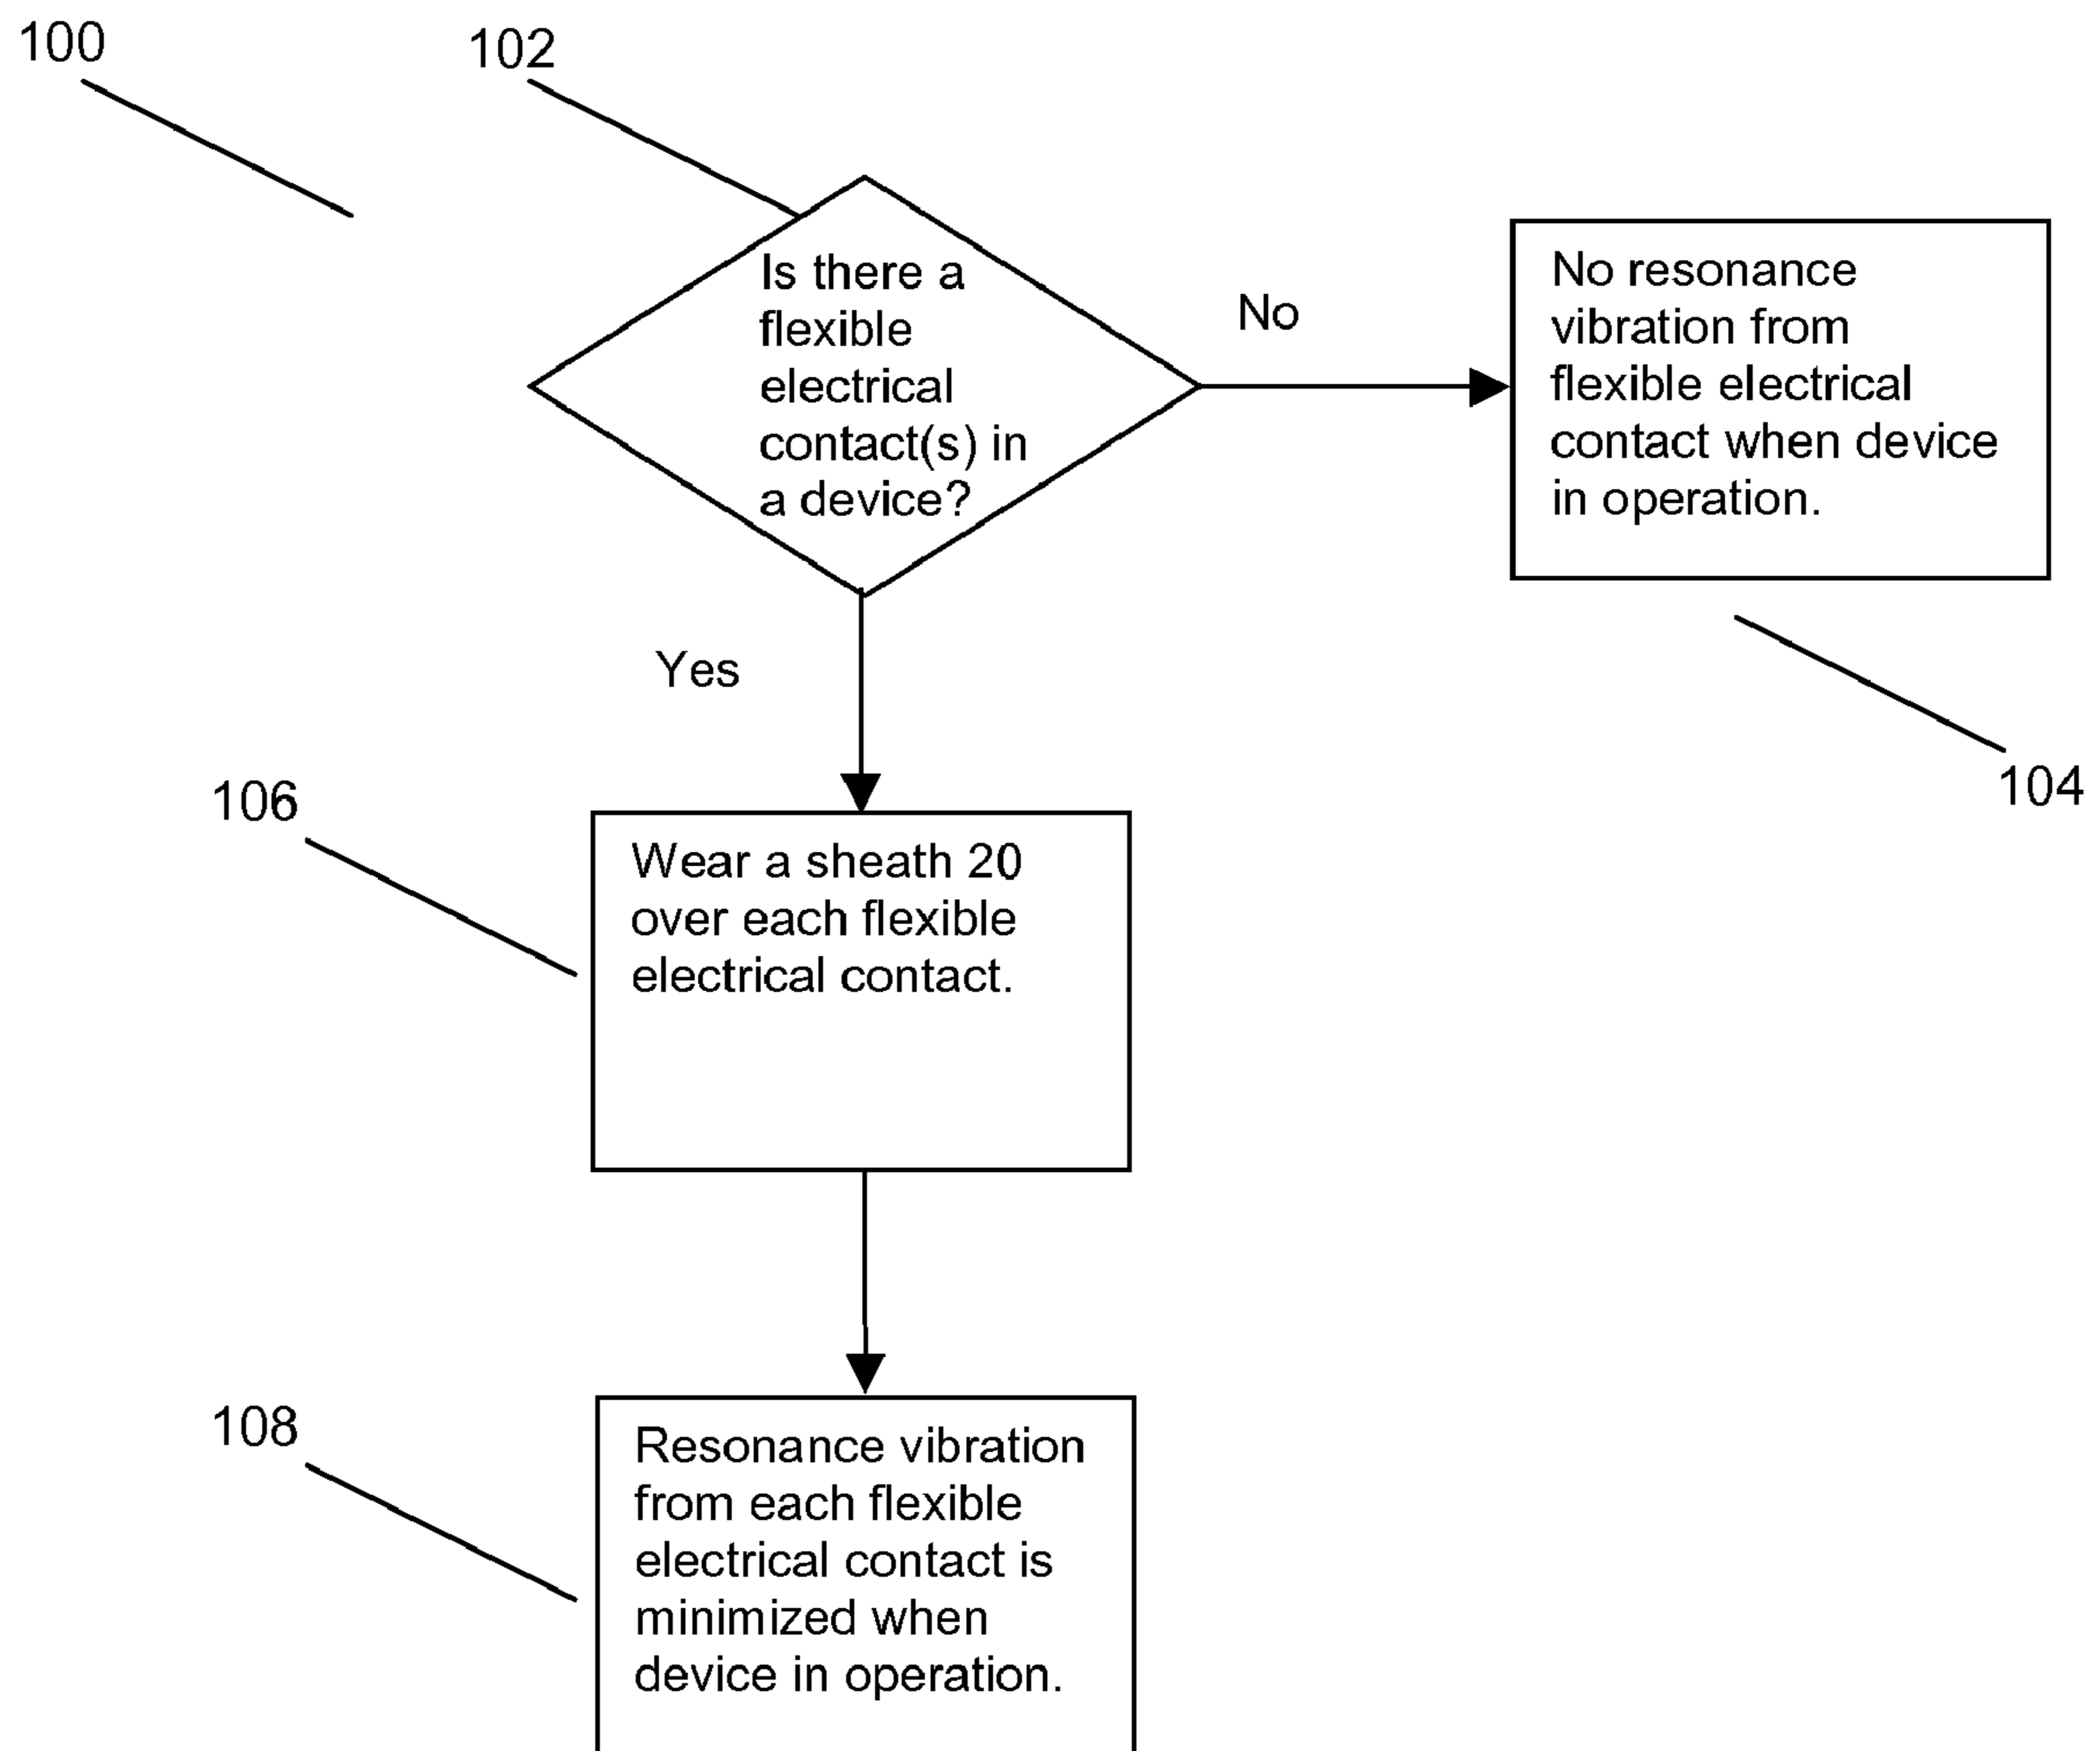 100
102
Is there a
flexible
electrical
contact(s) in
a device?
No
No resonance
vibration from
flexible electrical
contact when device
in operation.
104
Yes
106
Wear a sheath 20
over each flexible
electrical contact.
108
Resonance vibration
from each flexible
electrical contact is
minimized when
device in operation.